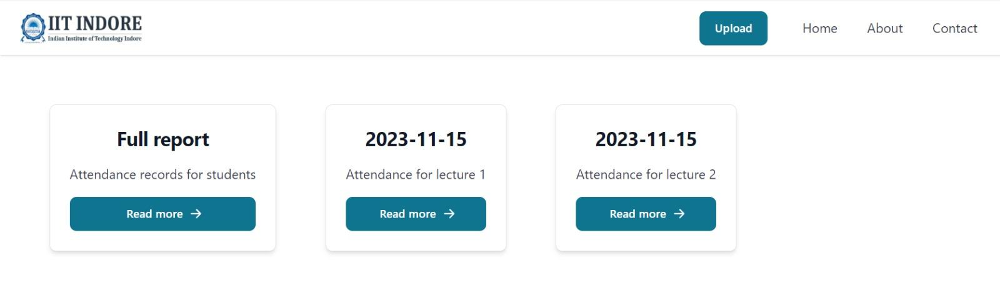 IIT INDORE
Indian Institute of Technology Indore
Upload
Home
About
Contact
Full report
Attendance records for students
Read more →
2023-11-15
Attendance for lecture 1
Read more →
2023-11-15
Attendance for lecture 2
Read more →